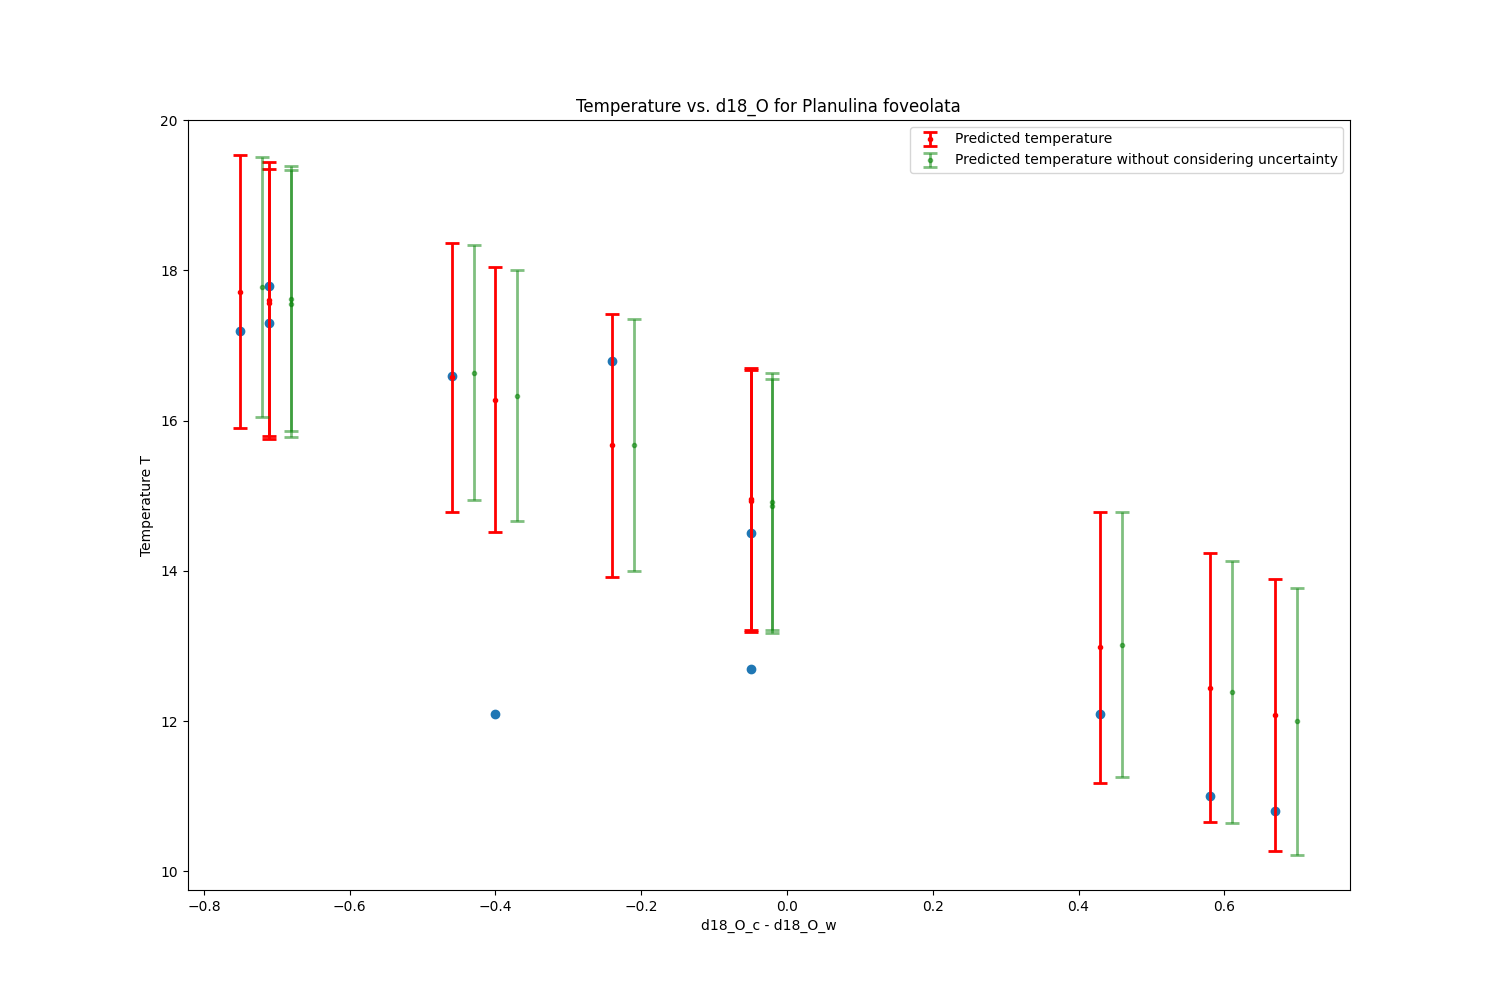 Temperature vs. d18_O for Planulina foveolata
Predicted temperature
Predicted temperature without considering uncertainty
Temperature T
20
18
16
14
12
10
−0.8
−0.6
−0.4
−0.2
0.0
0.2
0.4
0.6
d18_O_c - d18_O_w